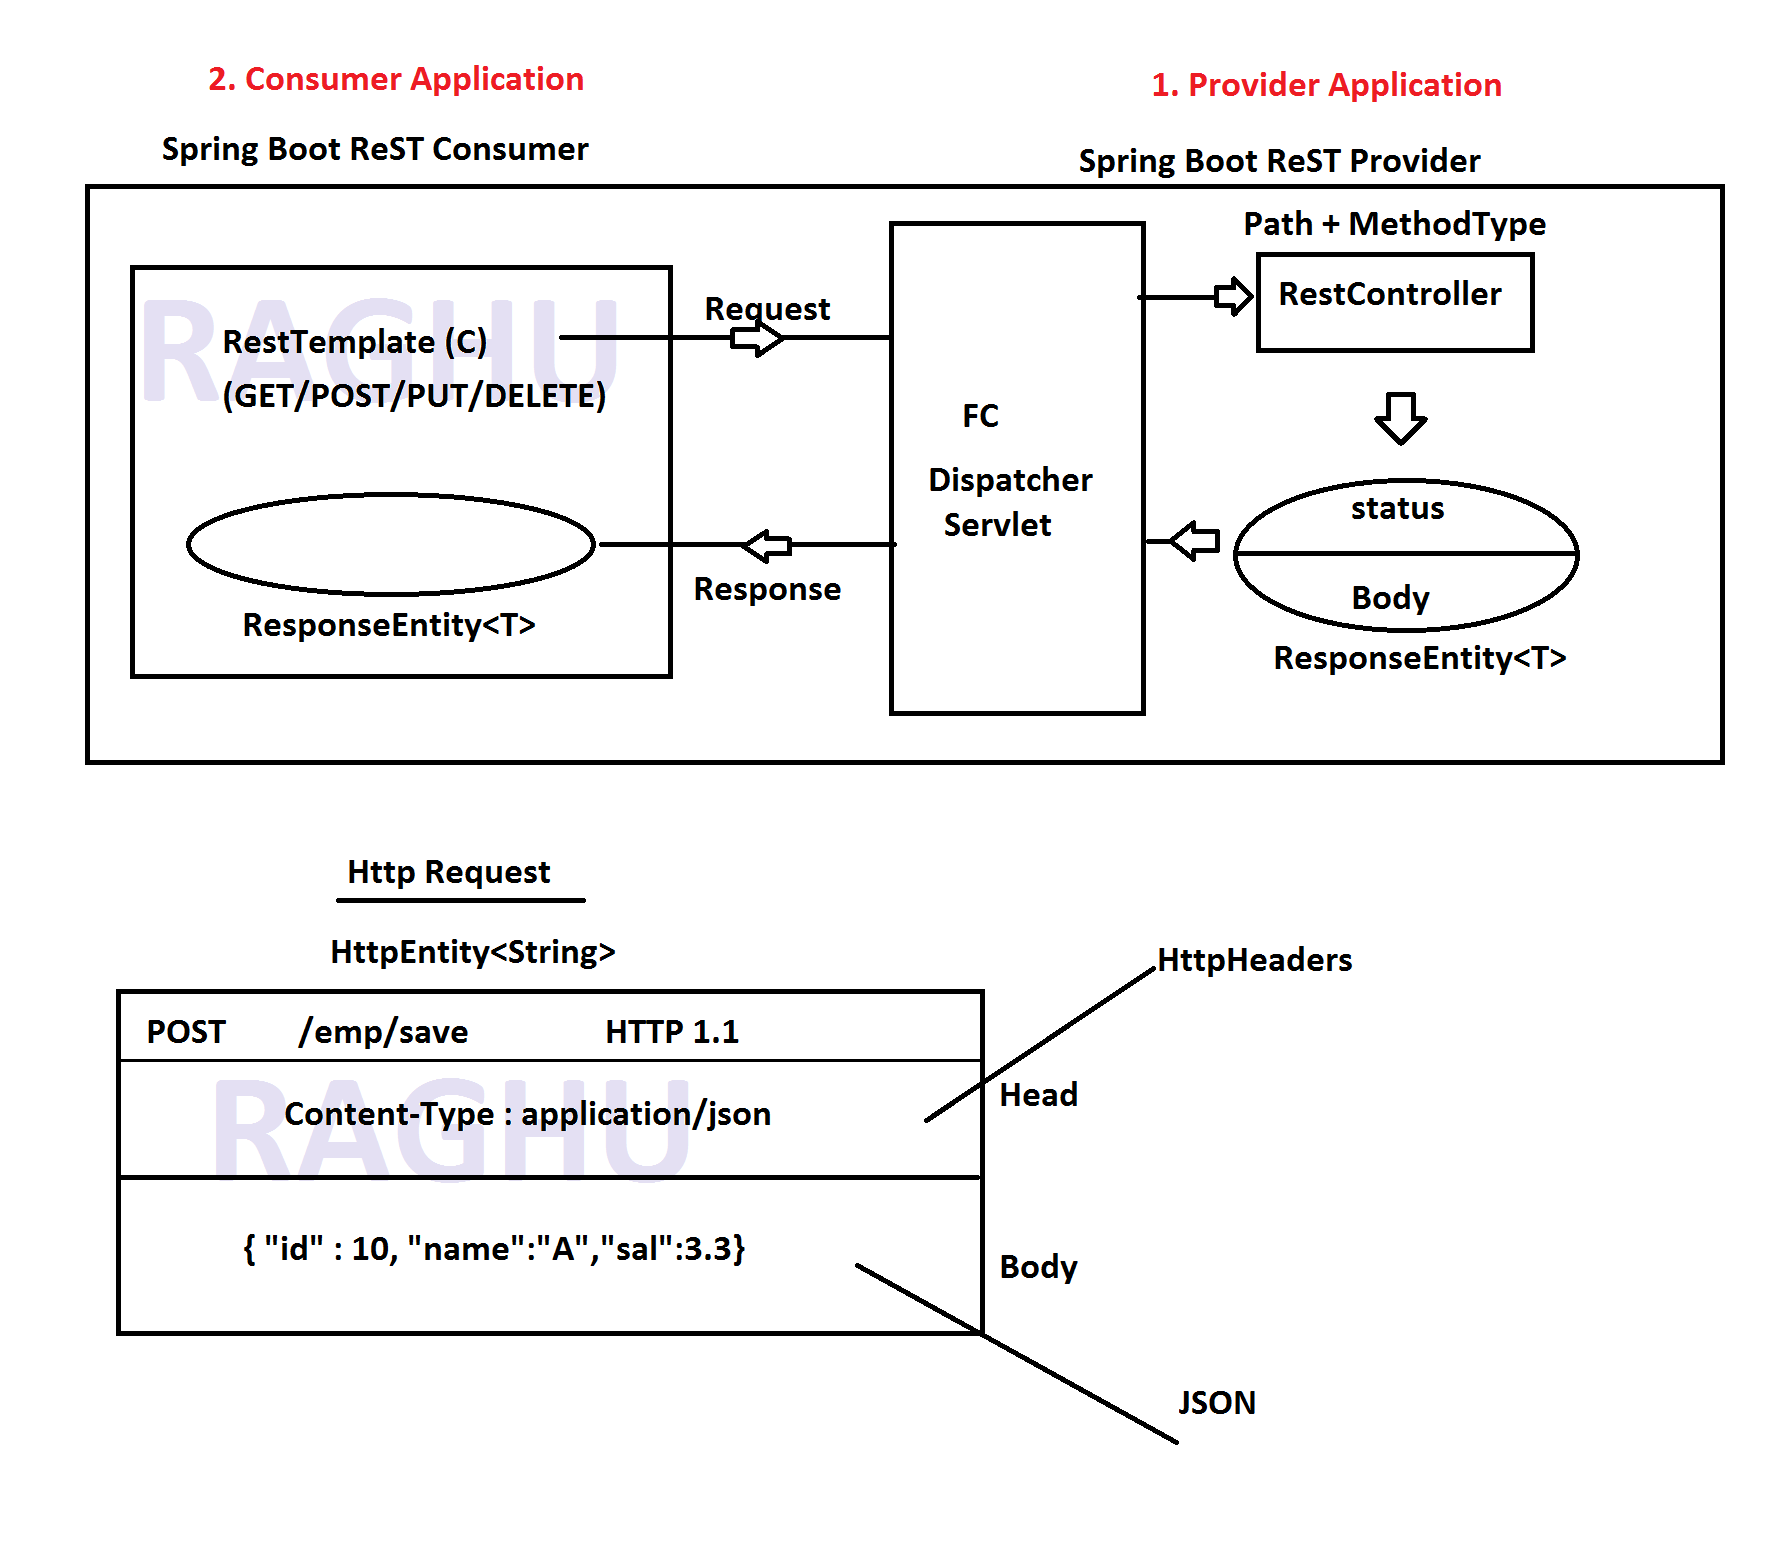 2. Consumer Application
1. Provider Application
Spring Boot ReST Consumer
Spring Boot ReST Provider
Path + MethodType
RestController
RAGHU
RestTemplate (C)
(GET/POST/PUT/DELETE)
Request
FC
Dispatcher
Servlet
status
Body
ResponseEntity<T>
Response
ResponseEntity<T>
Http Request
HttpEntity<String>
HttpHeaders
POST /emp/save HTTP 1.1
RAGHU
Content-Type : application/json
Head
{ "id" : 10, "name":"A","sal":3.3}
Body
JSON